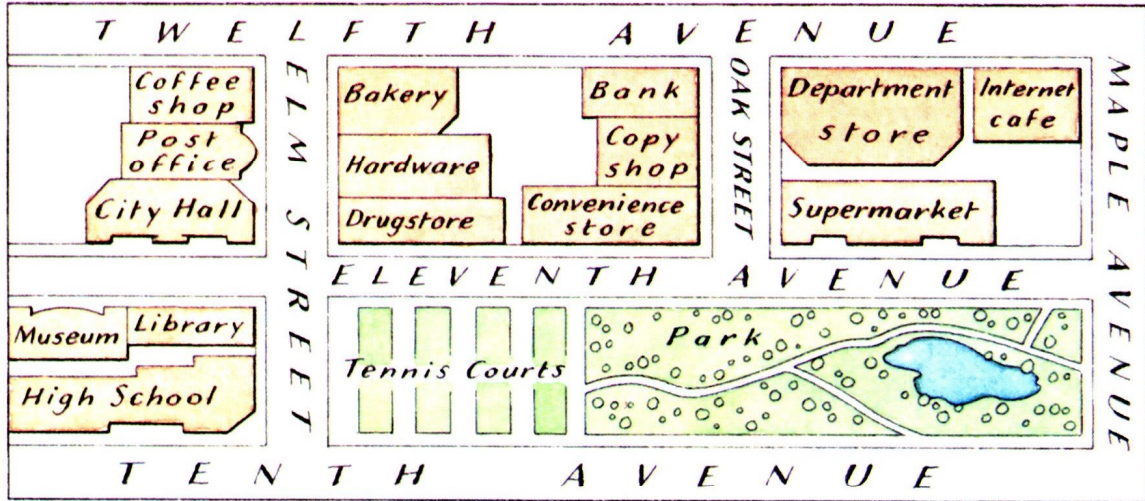 TWELFTH AVENUE
ELM STREET
OAK STREET
MAPLE AVENUE
Coffee
shop
Post
office
City Hall
Bakery
Hardware
Drugstore
Bank
Copy
shop
Convenience
store
Department
store
Internet
cafe
Supermarket
ELEVENTH AVENUE
Museum
Library
High School
Tennis Courts
Park
TENTH AVENUE